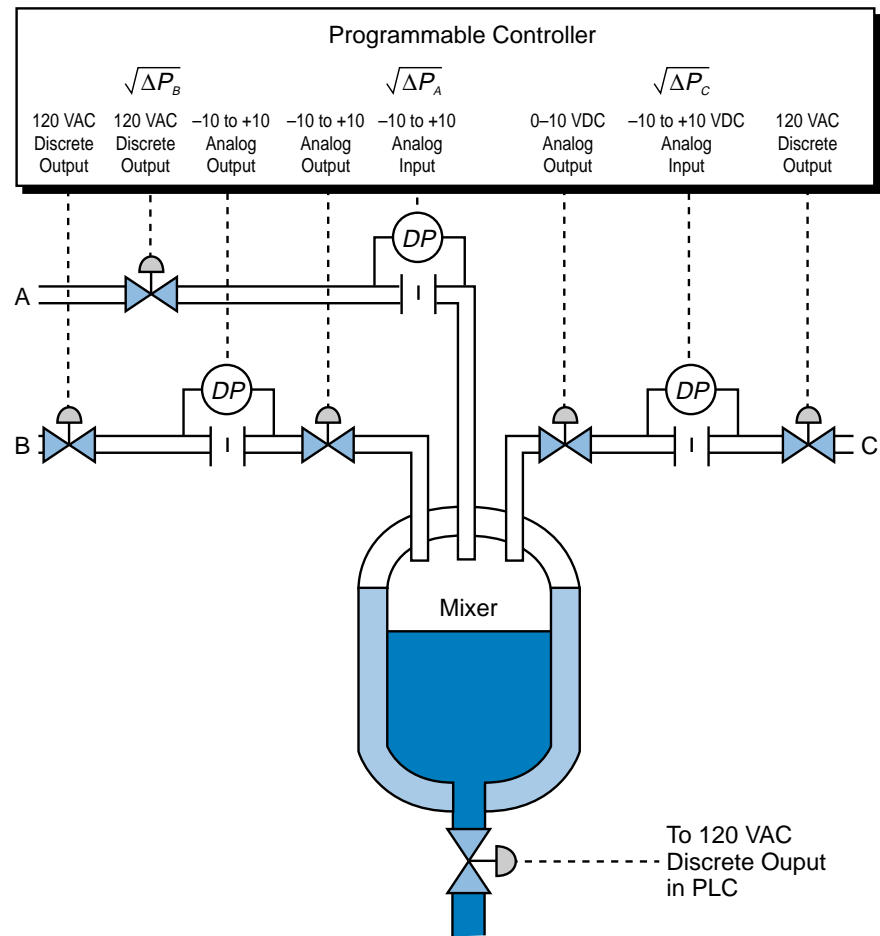 Programmable Controller
√ΔP_B
√ΔP_A
√ΔP_C
120 VAC
Discrete
Output
120 VAC
Discrete
Output
–10 to +10
Analog
Output
–10 to +10
Analog
Output
–10 to +10
Analog
Input
0–10 VDC
Analog
Output
–10 to +10 VDC
Analog
Input
120 VAC
Discrete
Output
DP
A
DP
DP
B
C
Mixer
To 120 VAC
Discrete Ouput
in PLC